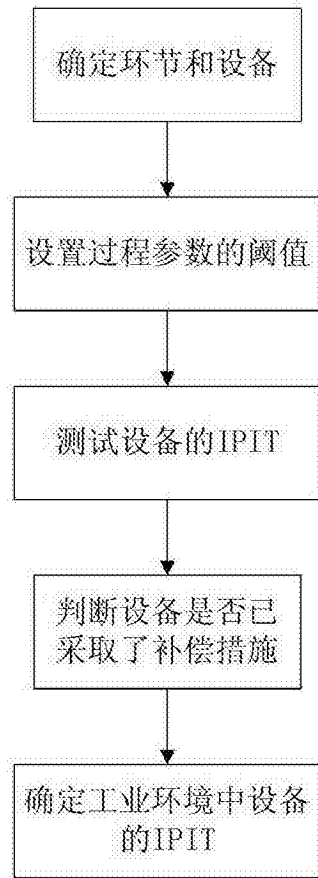 确定环节和设备
设置过程参数的阈值
测试设备的IPIT
判断设备是否已
采取了补偿措施
确定工业环境中设备
的IPIT